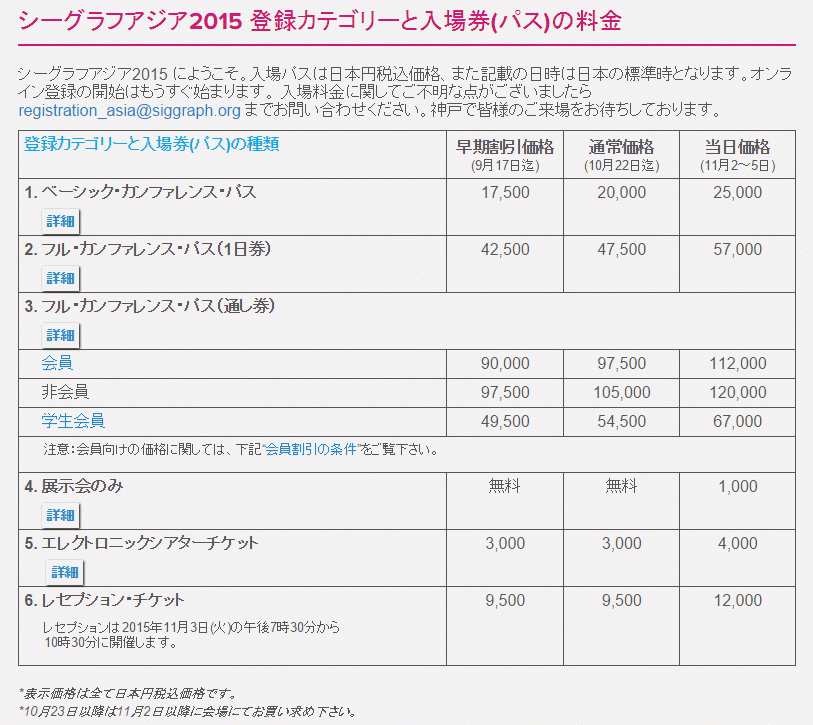 シーグラフアジア2015 登録カテゴリーと入場券(パス)の料金
シーグラフアジア2015 にようこそ。入場パスは日本円税込価格、また記載の日時は日本の標準時となります。オンラ
イン登録の開始はもうすぐ始まります。 入場料金に関してご不明な点がございましたら
registration_asia@siggraph.org までお問い合わせください。神戸で皆様のご来場をお待ちしております。
登録カテゴリーと入場券(パス)の種類 早期割引価格 通常価格 当日価格
(9月17日迄) (10月22日迄) (11月2～5日)
1. ベーシック・カンファレンス・パス 17,500 20,000 25,000
詳細
2. フル・カンファレンス・パス（1日券） 42,500 47,500 57,000
詳細
3. フル・カンファレンス・パス（通し券）
詳細
会員 90,000 97,500 112,000
非会員 97,500 105,000 120,000
学生会員 49,500 54,500 67,000
注意：会員向けの価格に関しては、下記“会員割引の条件”をご覧下さい。
4. 展示会のみ 無料 無料 1,000
詳細
5. エレクトロニックシアターチケット 3,000 3,000 4,000
詳細
6. レセプション・チケット 9,500 9,500 12,000
レセプションは2015年11月3日(火)の午後7時30分から
10時30分に開催します。
*表示価格は全て日本円税込価格です。
*10月23日以降は11月2日以降に会場にてお買い求め下さい。